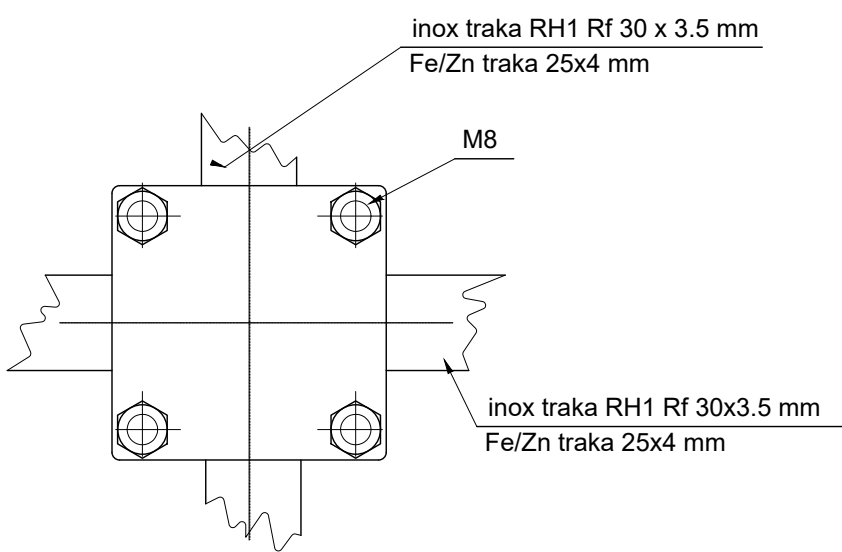 inox traka RH1 Rf 30 x 3.5 mm
Fe/Zn traka 25x4 mm
M8
inox traka RH1 Rf 30x3.5 mm
Fe/Zn traka 25x4 mm